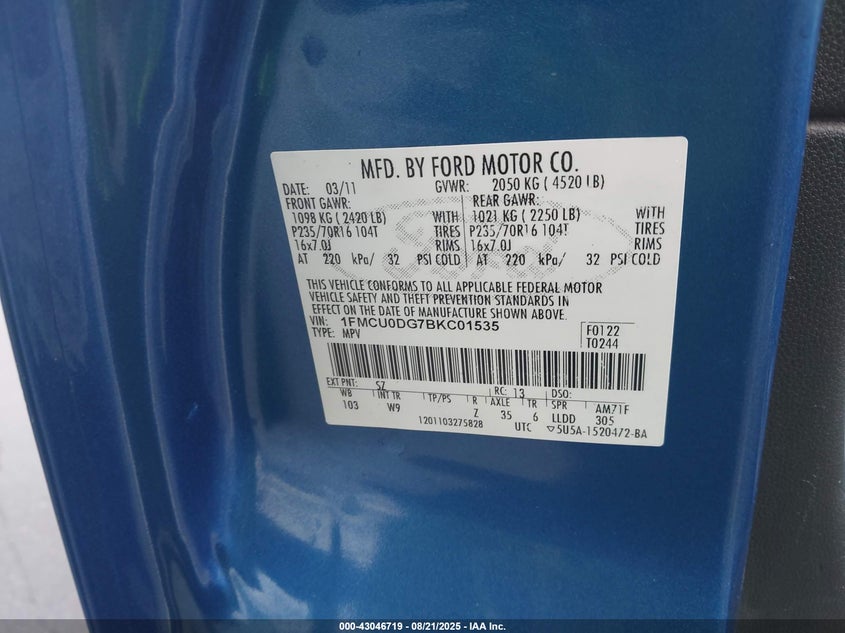 MFD. BY FORD MOTOR CO.
DATE: 03/11 GVWR: 2050 KG ( 4520 LB)
FRONT GAWR: REAR GAWR:
1098 KG ( 2420 LB) WITH 1021 KG ( 2250 LB) WITH
P235/70R16 104T TIRES P235/70R16 104T TIRES
16x7.0J RIMS 16x7.0J RIMS
AT 220 kPa/ 32 PSI COLD AT 220 kPa/ 32 PSI COLD
Ford
THIS VEHICLE CONFORMS TO ALL APPLICABLE FEDERAL MOTOR
VEHICLE SAFETY AND THEFT PREVENTION STANDARDS IN
EFFECT ON THE DATE OF MANUFACTURE SHOWN ABOVE.
VIN: 1FMCU0DG7BKC01535 F0122
TYPE: MPV T0244
EXT PNT: SZ RC: 13 DSO:
WB INT TR TP/PS R AXLE TR SPR AM71F
103 W9 Z 35 6 LLDD 305
1201103275828 UTC ▽5U5A-1520472-BA
000-43046719 - 08/21/2025 - IAA Inc.